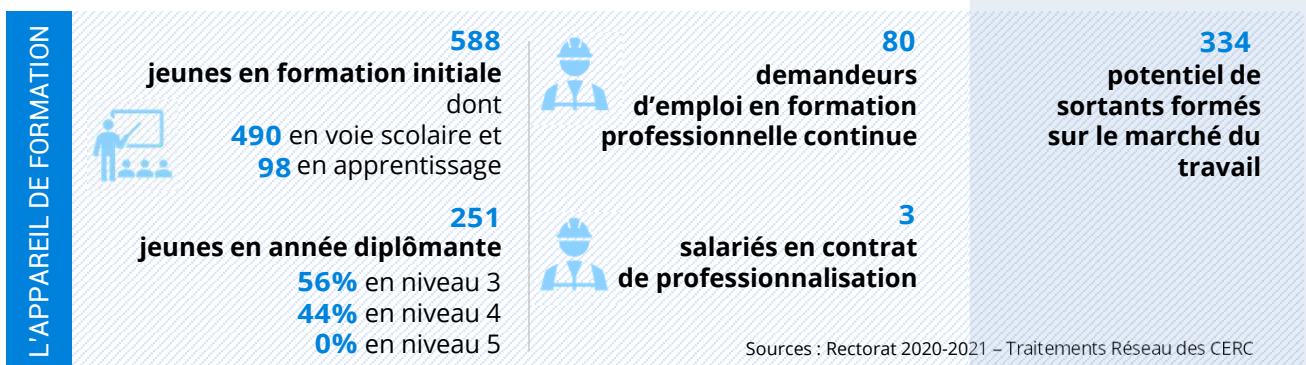 L'APPAREIL DE FORMATION
588
jeunes en formation initiale
dont
490 en voie scolaire et
98 en apprentissage
251
jeunes en année diplômante
56% en niveau 3
44% en niveau 4
0% en niveau 5
80
demandeurs
d’emploi en formation
professionnelle continue
3
salariés en contrat
de professionnalisation
334
potentiel de
sortants formés
sur le marché du
travail
Sources : Rectorat 2020-2021 – Traitements Réseau des CERC